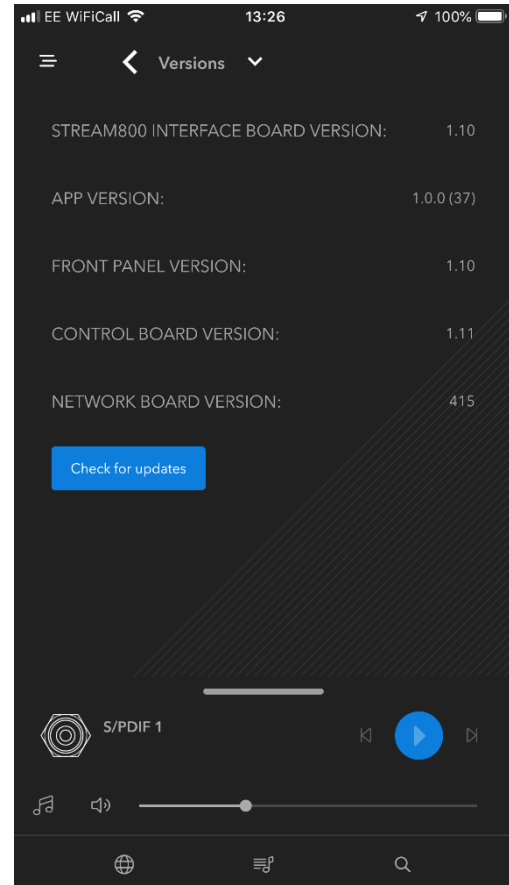 EE WiFiCall 13:26 100%
Versions
STREAM800 INTERFACE BOARD VERSION: 1.10
APP VERSION: 1.0.0 (37)
FRONT PANEL VERSION: 1.10
CONTROL BOARD VERSION: 1.11
NETWORK BOARD VERSION: 415
Check for updates
S/PDIF 1